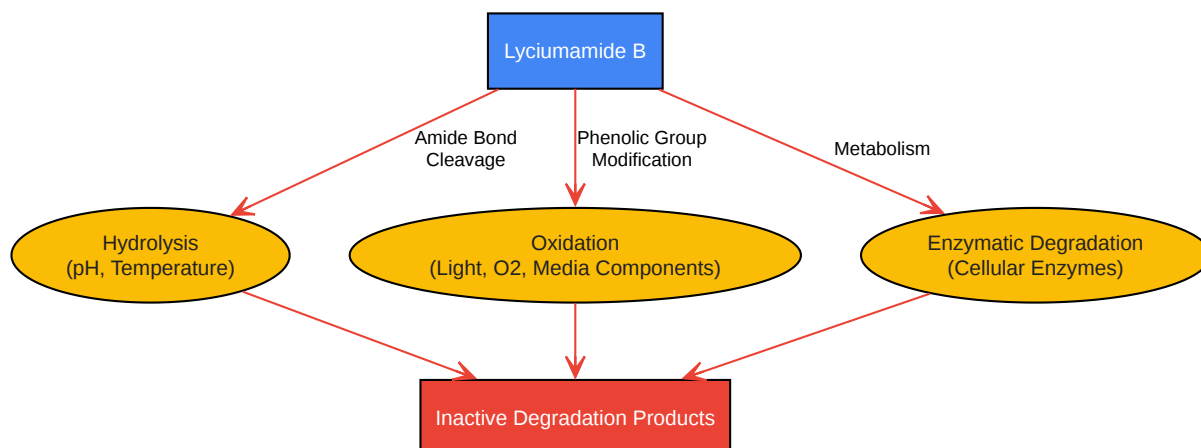 Lyciumamide B
Amide Bond
Cleavage
Phenolic Group
Modification
Metabolism
Hydrolysis
(pH, Temperature)
Oxidation
(Light, O2, Media Components)
Enzymatic Degradation
(Cellular Enzymes)
Inactive Degradation Products